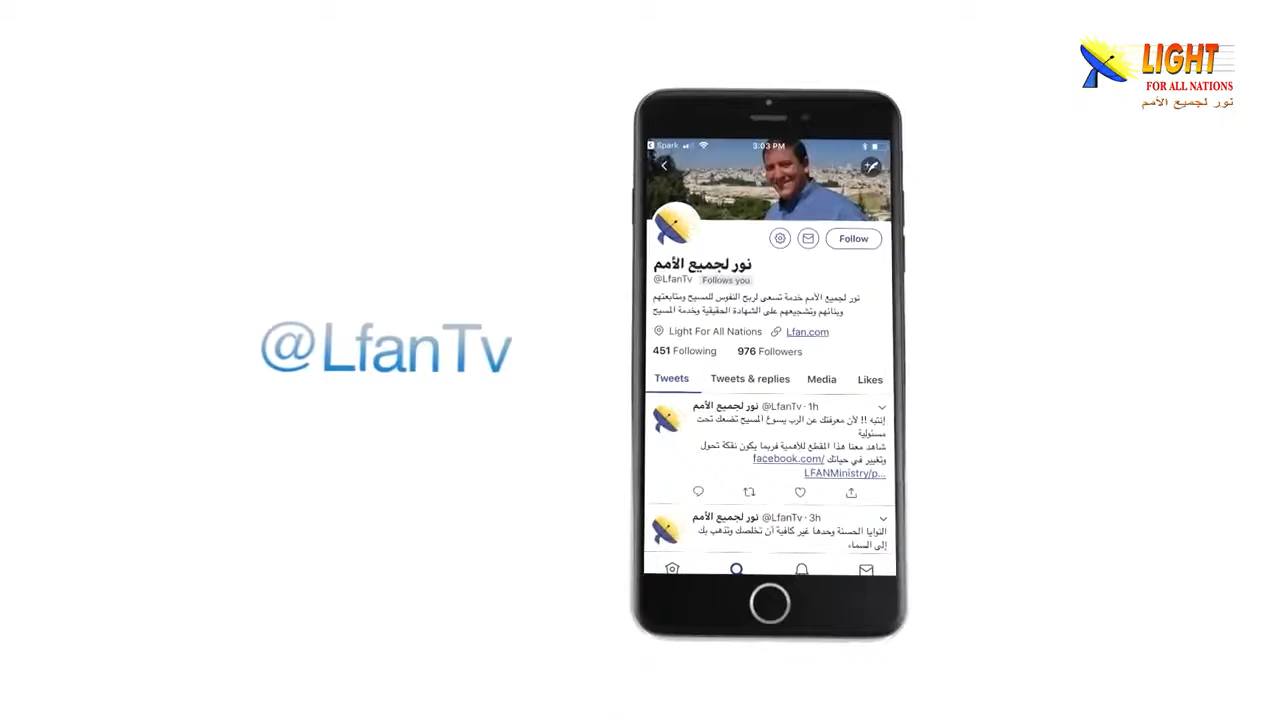 LIGHT
FOR ALL NATIONS
نور لجميع الأمم
@LfanTv
Spark
3:03 PM
Follow
نور لجميع الأمم
@LfanTv Follows you
نور لجميع الأمم خدمة تسعى لربح النفوس للمسيح ومتابعتهم
وبنائهم وتشجيعهم على الشهادة الحقيقية وخدمة المسيح
Light For All Nations Lfan.com
451 Following 976 Followers
Tweets Tweets & replies Media Likes
نور لجميع الأمم @LfanTv · 1h
إنتبه !! لأن معرفتك عن الرب يسوع المسيح تضعك تحت
مسئولية
شاهد معنا هذا المقطع للأهمية فربما يكون نقكة تحول
وتغيير في حياتك facebook.com/
LFANMinistry/p...
نور لجميع الأمم @LfanTv · 3h
النوايا الحسنة وحدها غير كافية أن تخلصك وتذهب بك
إلى السماء